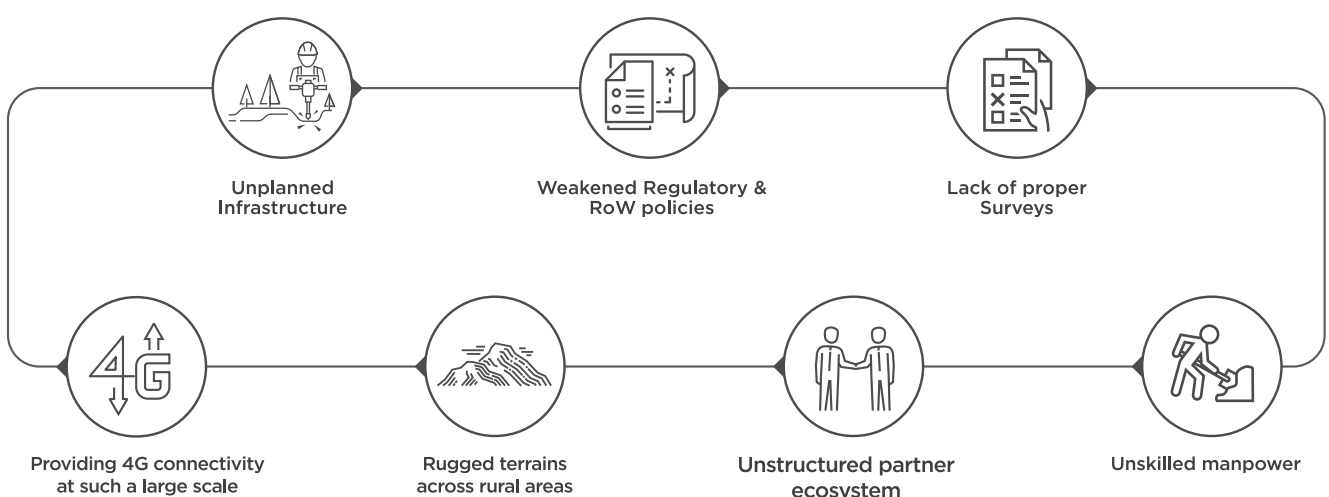 Unplanned
Infrastructure
Weakened Regulatory &
RoW policies
Lack of proper
Surveys
4G
Providing 4G connectivity
at such a large scale
Rugged terrains
across rural areas
Unstructured partner
ecosystem
Unskilled manpower